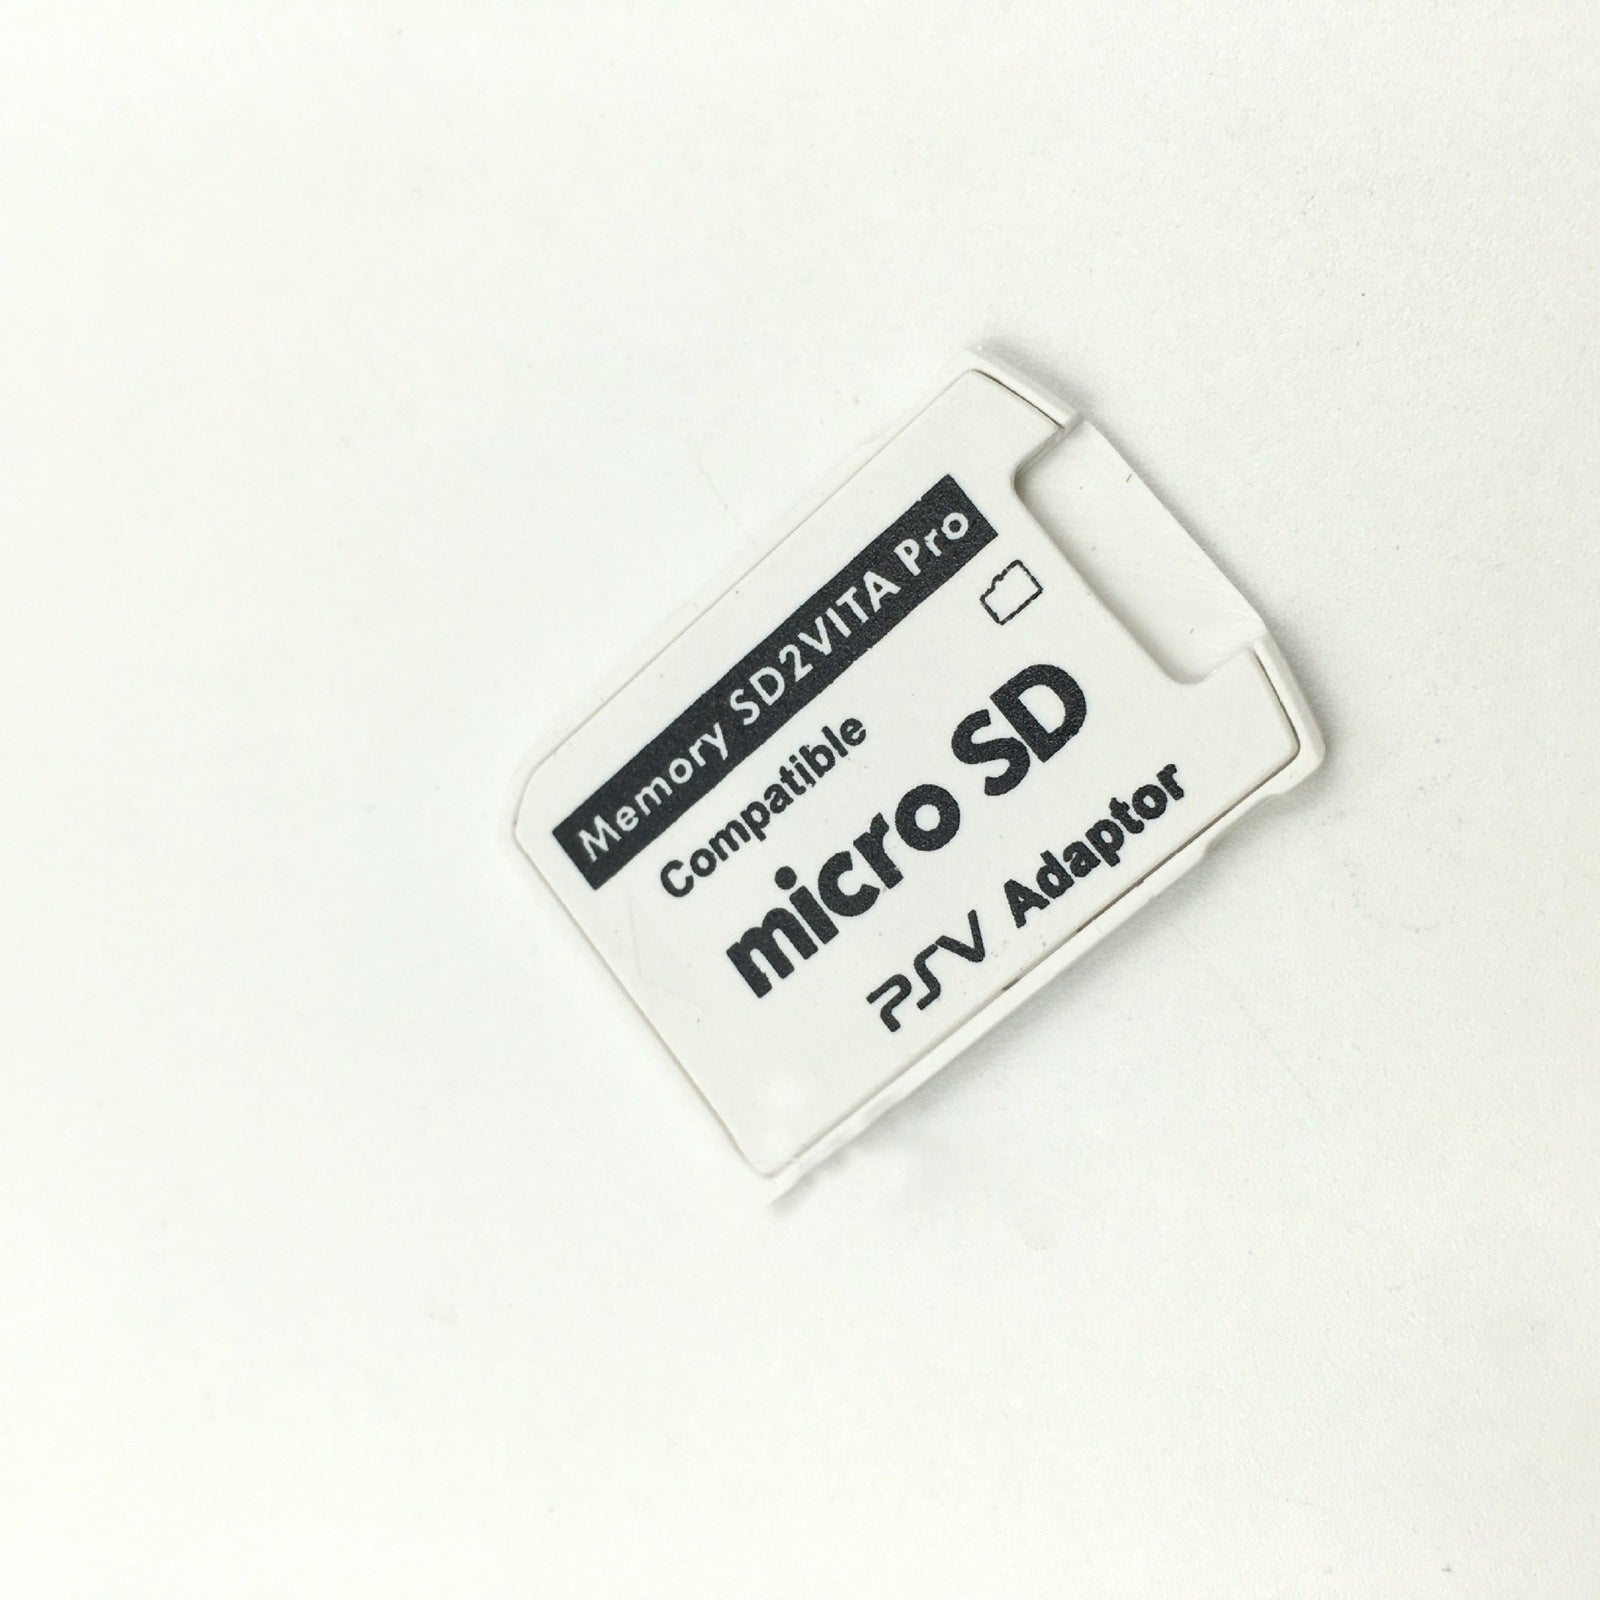 Memory SD2VITA Pro
Compatible
micro SD
PSV Adaptor